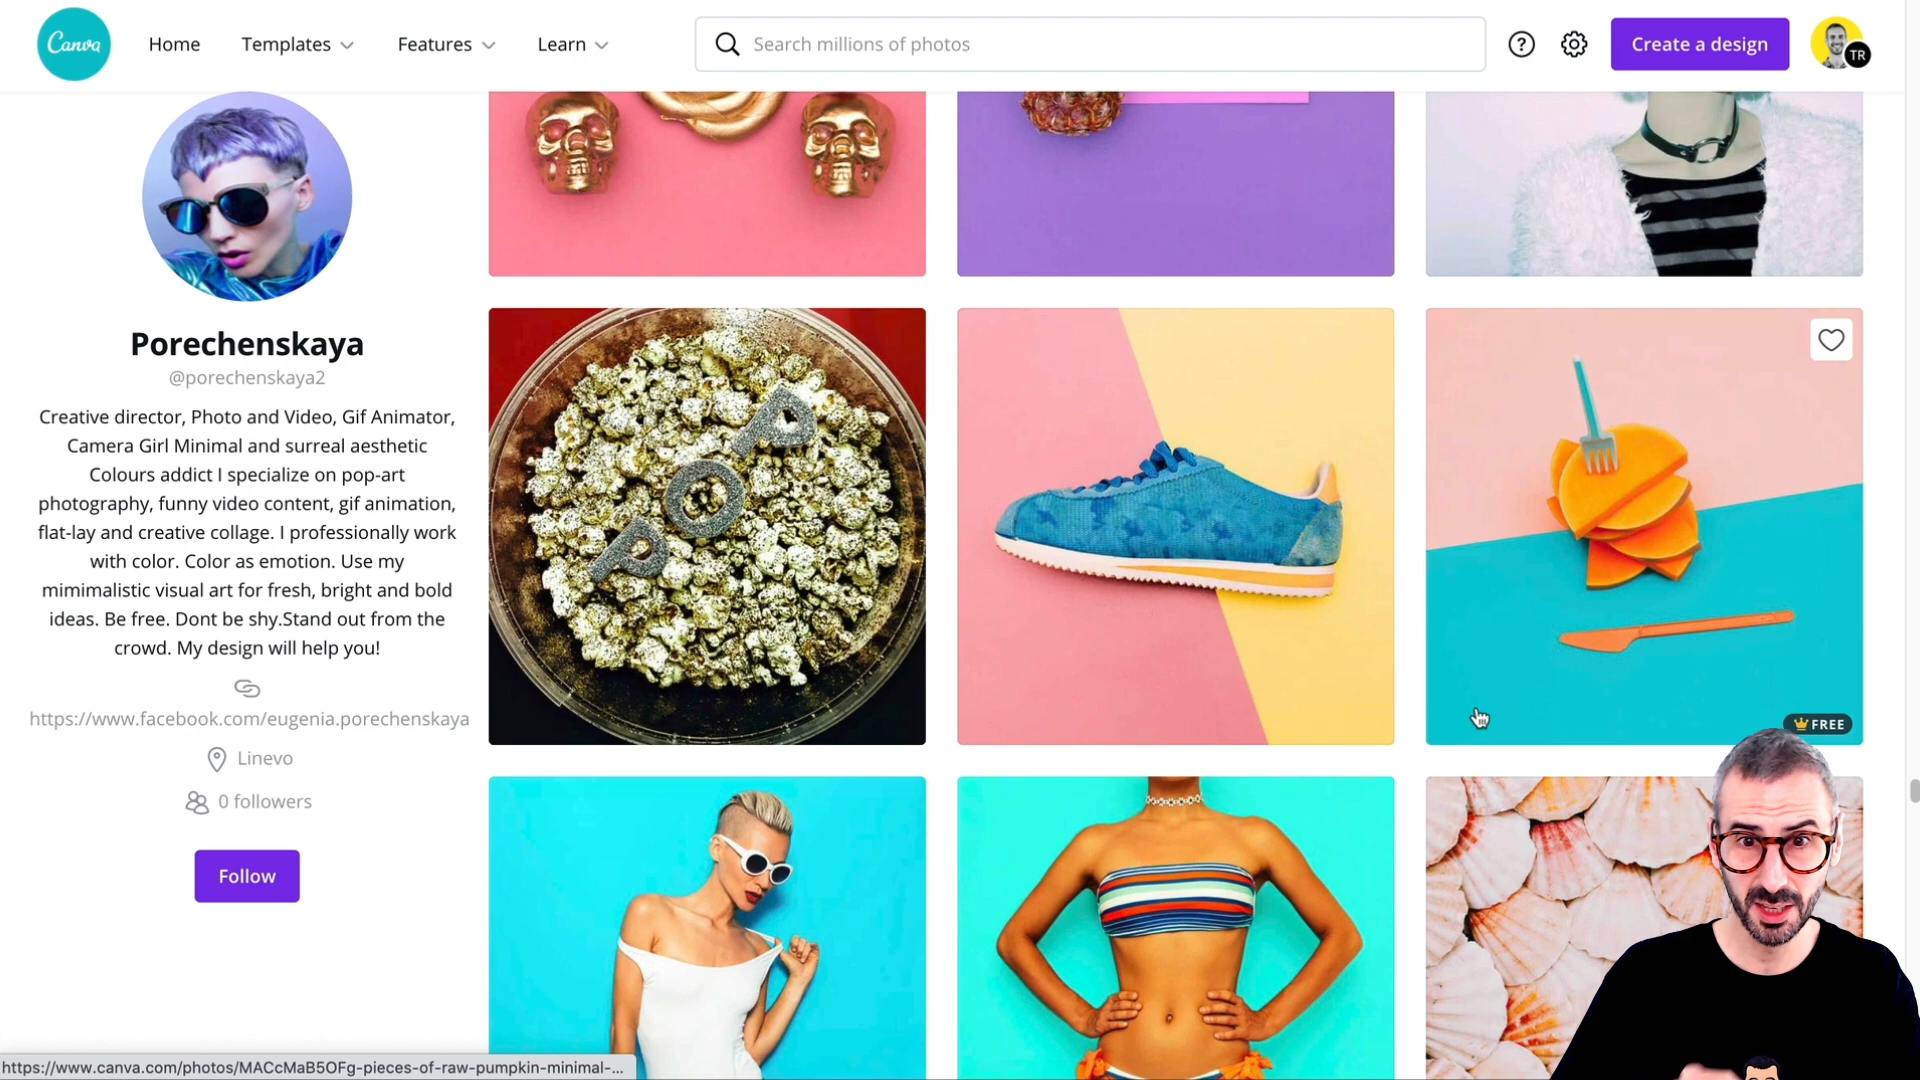 Canva
Home
Templates
Features
Learn
Search millions of photos
Create a design
TR
Porechenskaya
@porechenskaya2
Creative director, Photo and Video, Gif Animator,
Camera Girl Minimal and surreal aesthetic
Colours addict I specialize on pop-art
photography, funny video content, gif animation,
flat-lay and creative collage. I professionally work
with color. Color as emotion. Use my
mimimalistic visual art for fresh, bright and bold
ideas. Be free. Dont be shy.Stand out from the
crowd. My design will help you!
https://www.facebook.com/eugenia.porechenskaya
Linevo
0 followers
Follow
POP
FREE
https://www.canva.com/photos/MACcMaB5OFg-pieces-of-raw-pumpkin-minimal-...